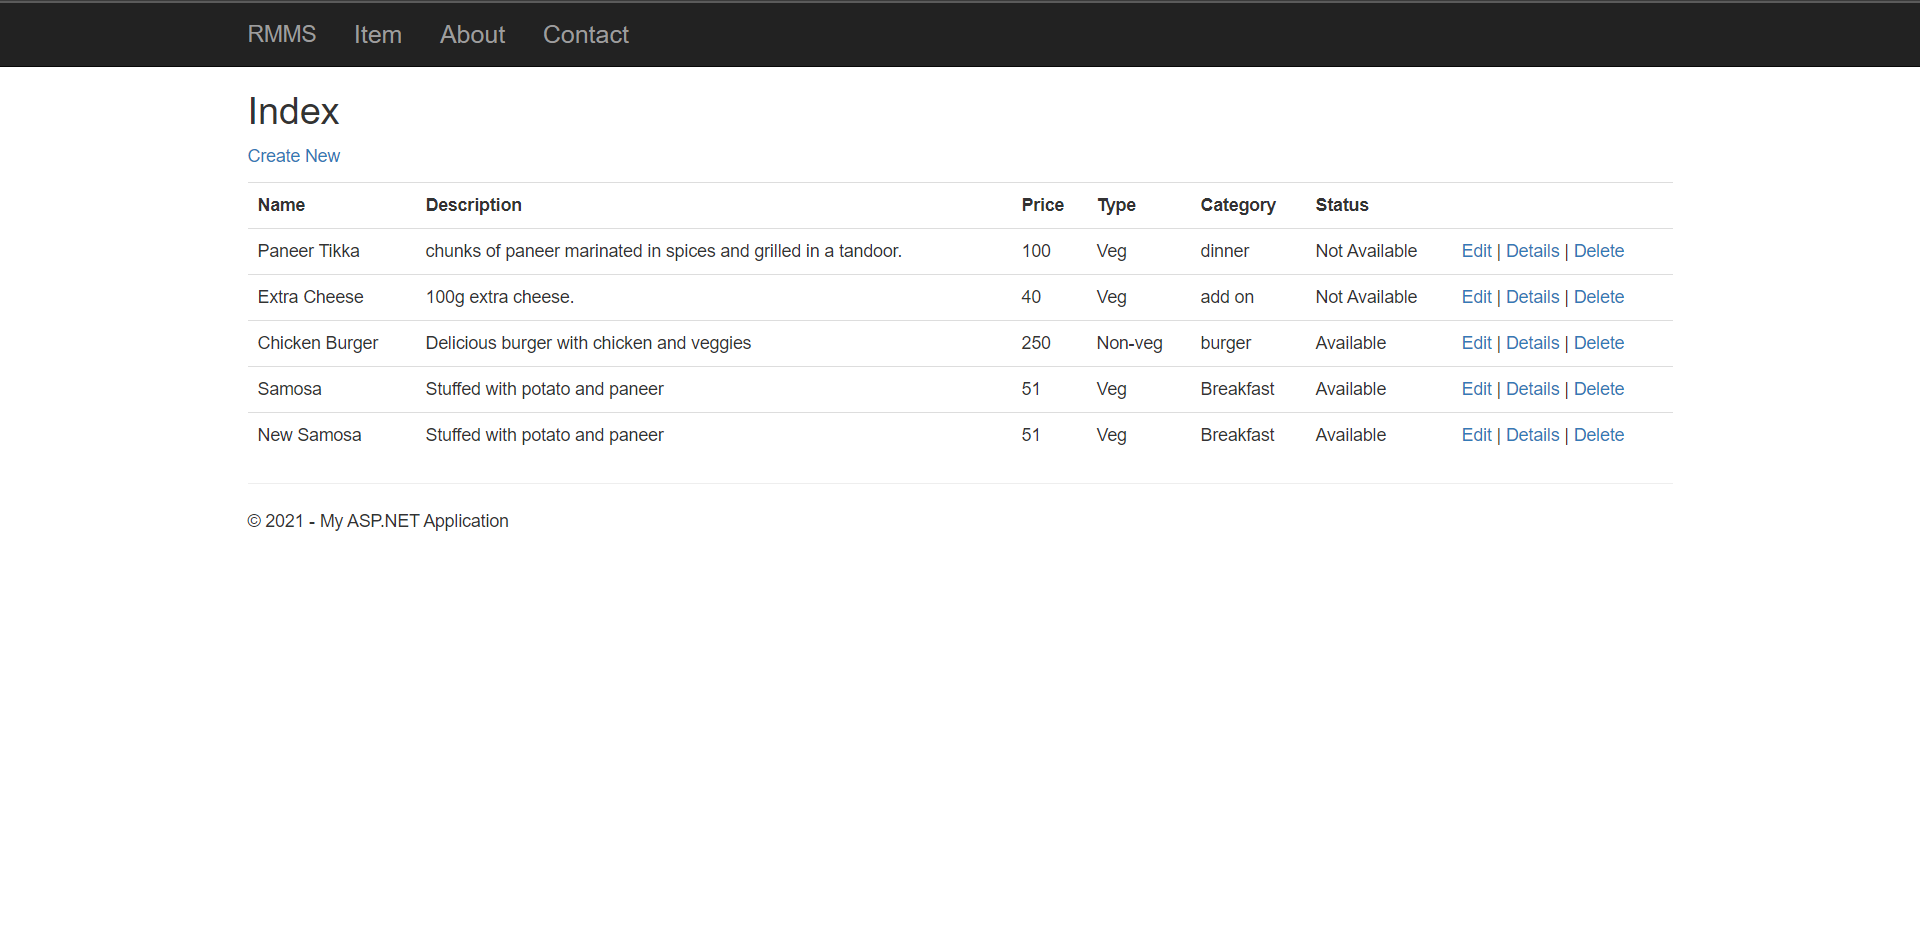 RMMS Item About Contact
Index
Create New
Name Description Price Type Category Status
Paneer Tikka chunks of paneer marinated in spices and grilled in a tandoor. 100 Veg dinner Not Available Edit | Details | Delete
Extra Cheese 100g extra cheese. 40 Veg add on Not Available Edit | Details | Delete
Chicken Burger Delicious burger with chicken and veggies 250 Non-veg burger Available Edit | Details | Delete
Samosa Stuffed with potato and paneer 51 Veg Breakfast Available Edit | Details | Delete
New Samosa Stuffed with potato and paneer 51 Veg Breakfast Available Edit | Details | Delete
© 2021 - My ASP.NET Application